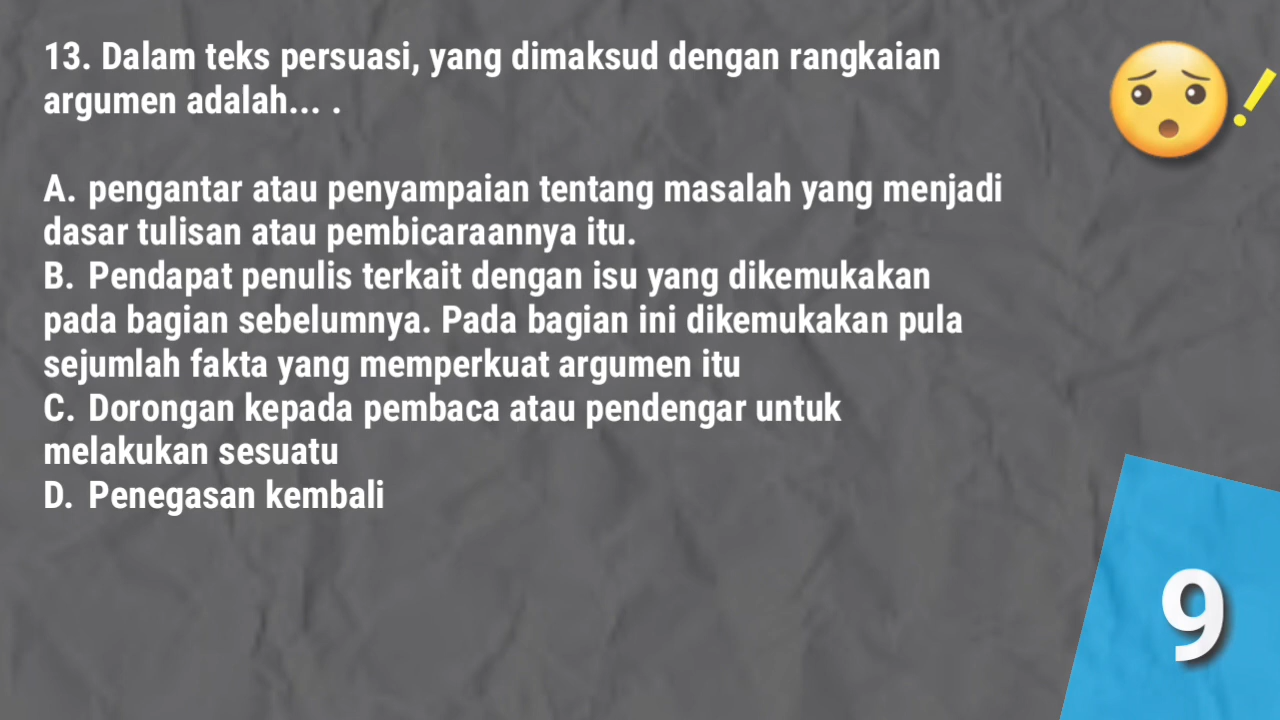 13. Dalam teks persuasi, yang dimaksud dengan rangkaian
argumen adalah... .
A. pengantar atau penyampaian tentang masalah yang menjadi
dasar tulisan atau pembicaraannya itu.
B. Pendapat penulis terkait dengan isu yang dikemukakan
pada bagian sebelumnya. Pada bagian ini dikemukakan pula
sejumlah fakta yang memperkuat argumen itu
C. Dorongan kepada pembaca atau pendengar untuk
melakukan sesuatu
D. Penegasan kembali
9